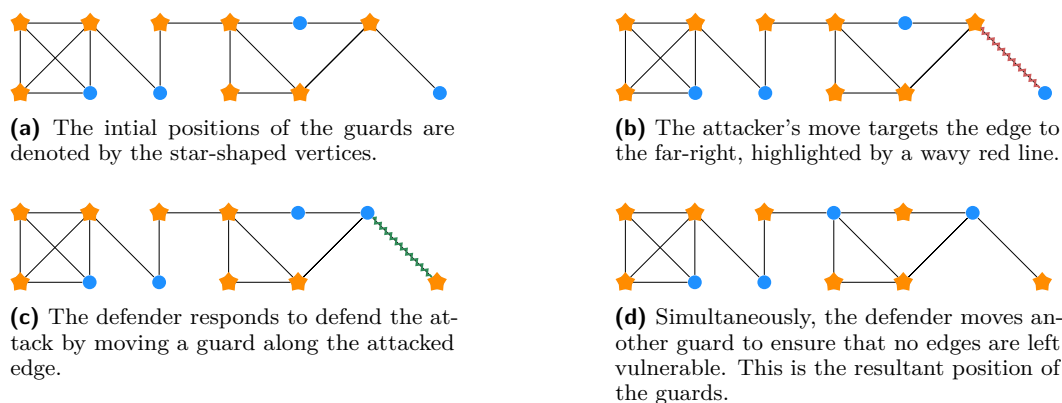 (a) The intial positions of the guards are
denoted by the star-shaped vertices.
(b) The attacker's move targets the edge to
the far-right, highlighted by a wavy red line.
(c) The defender responds to defend the at-
tack by moving a guard along the attacked
edge.
(d) Simultaneously, the defender moves an-
other guard to ensure that no edges are left
vulnerable. This is the resultant position of
the guards.